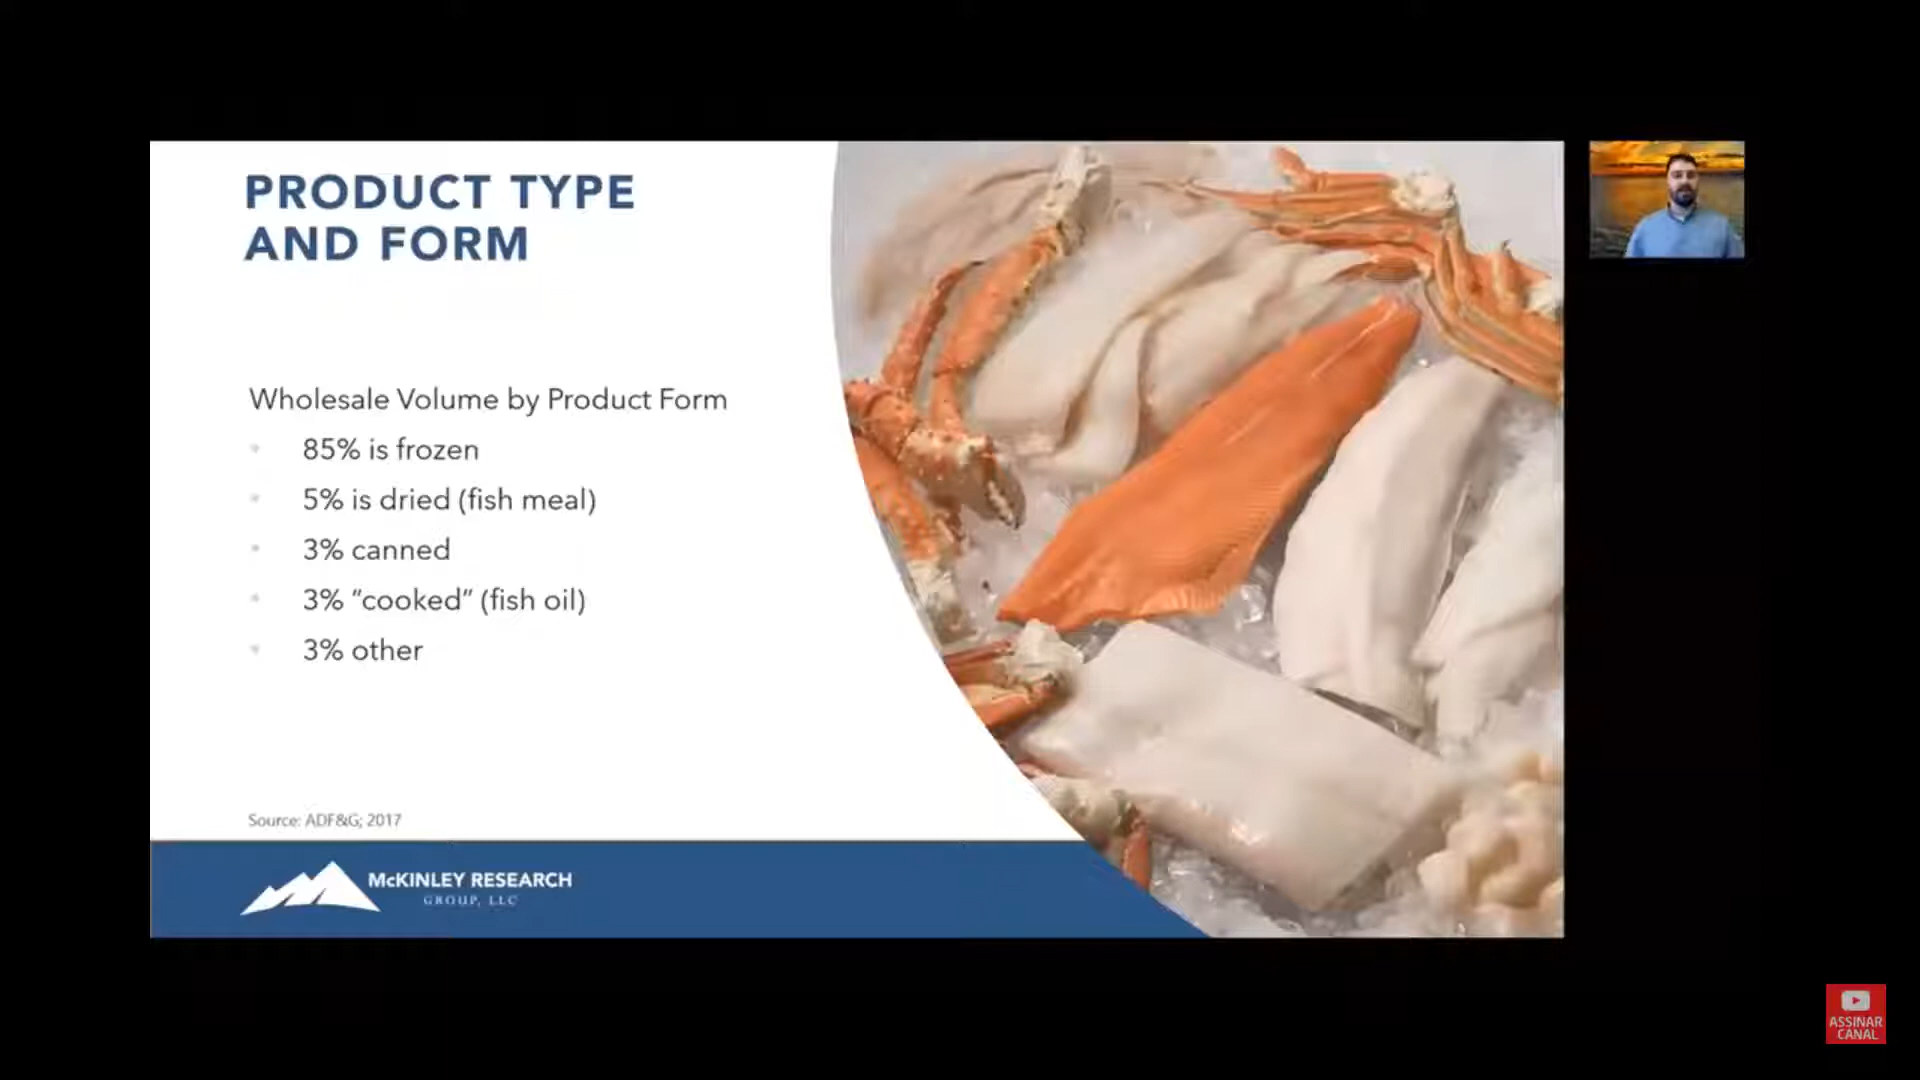 PRODUCT TYPE
AND FORM
Wholesale Volume by Product Form
85% is frozen
5% is dried (fish meal)
3% canned
3% “cooked” (fish oil)
3% other
Source: ADF&G; 2017
McKINLEY RESEARCH
GROUP, LLC
ASSINAR
CANAL